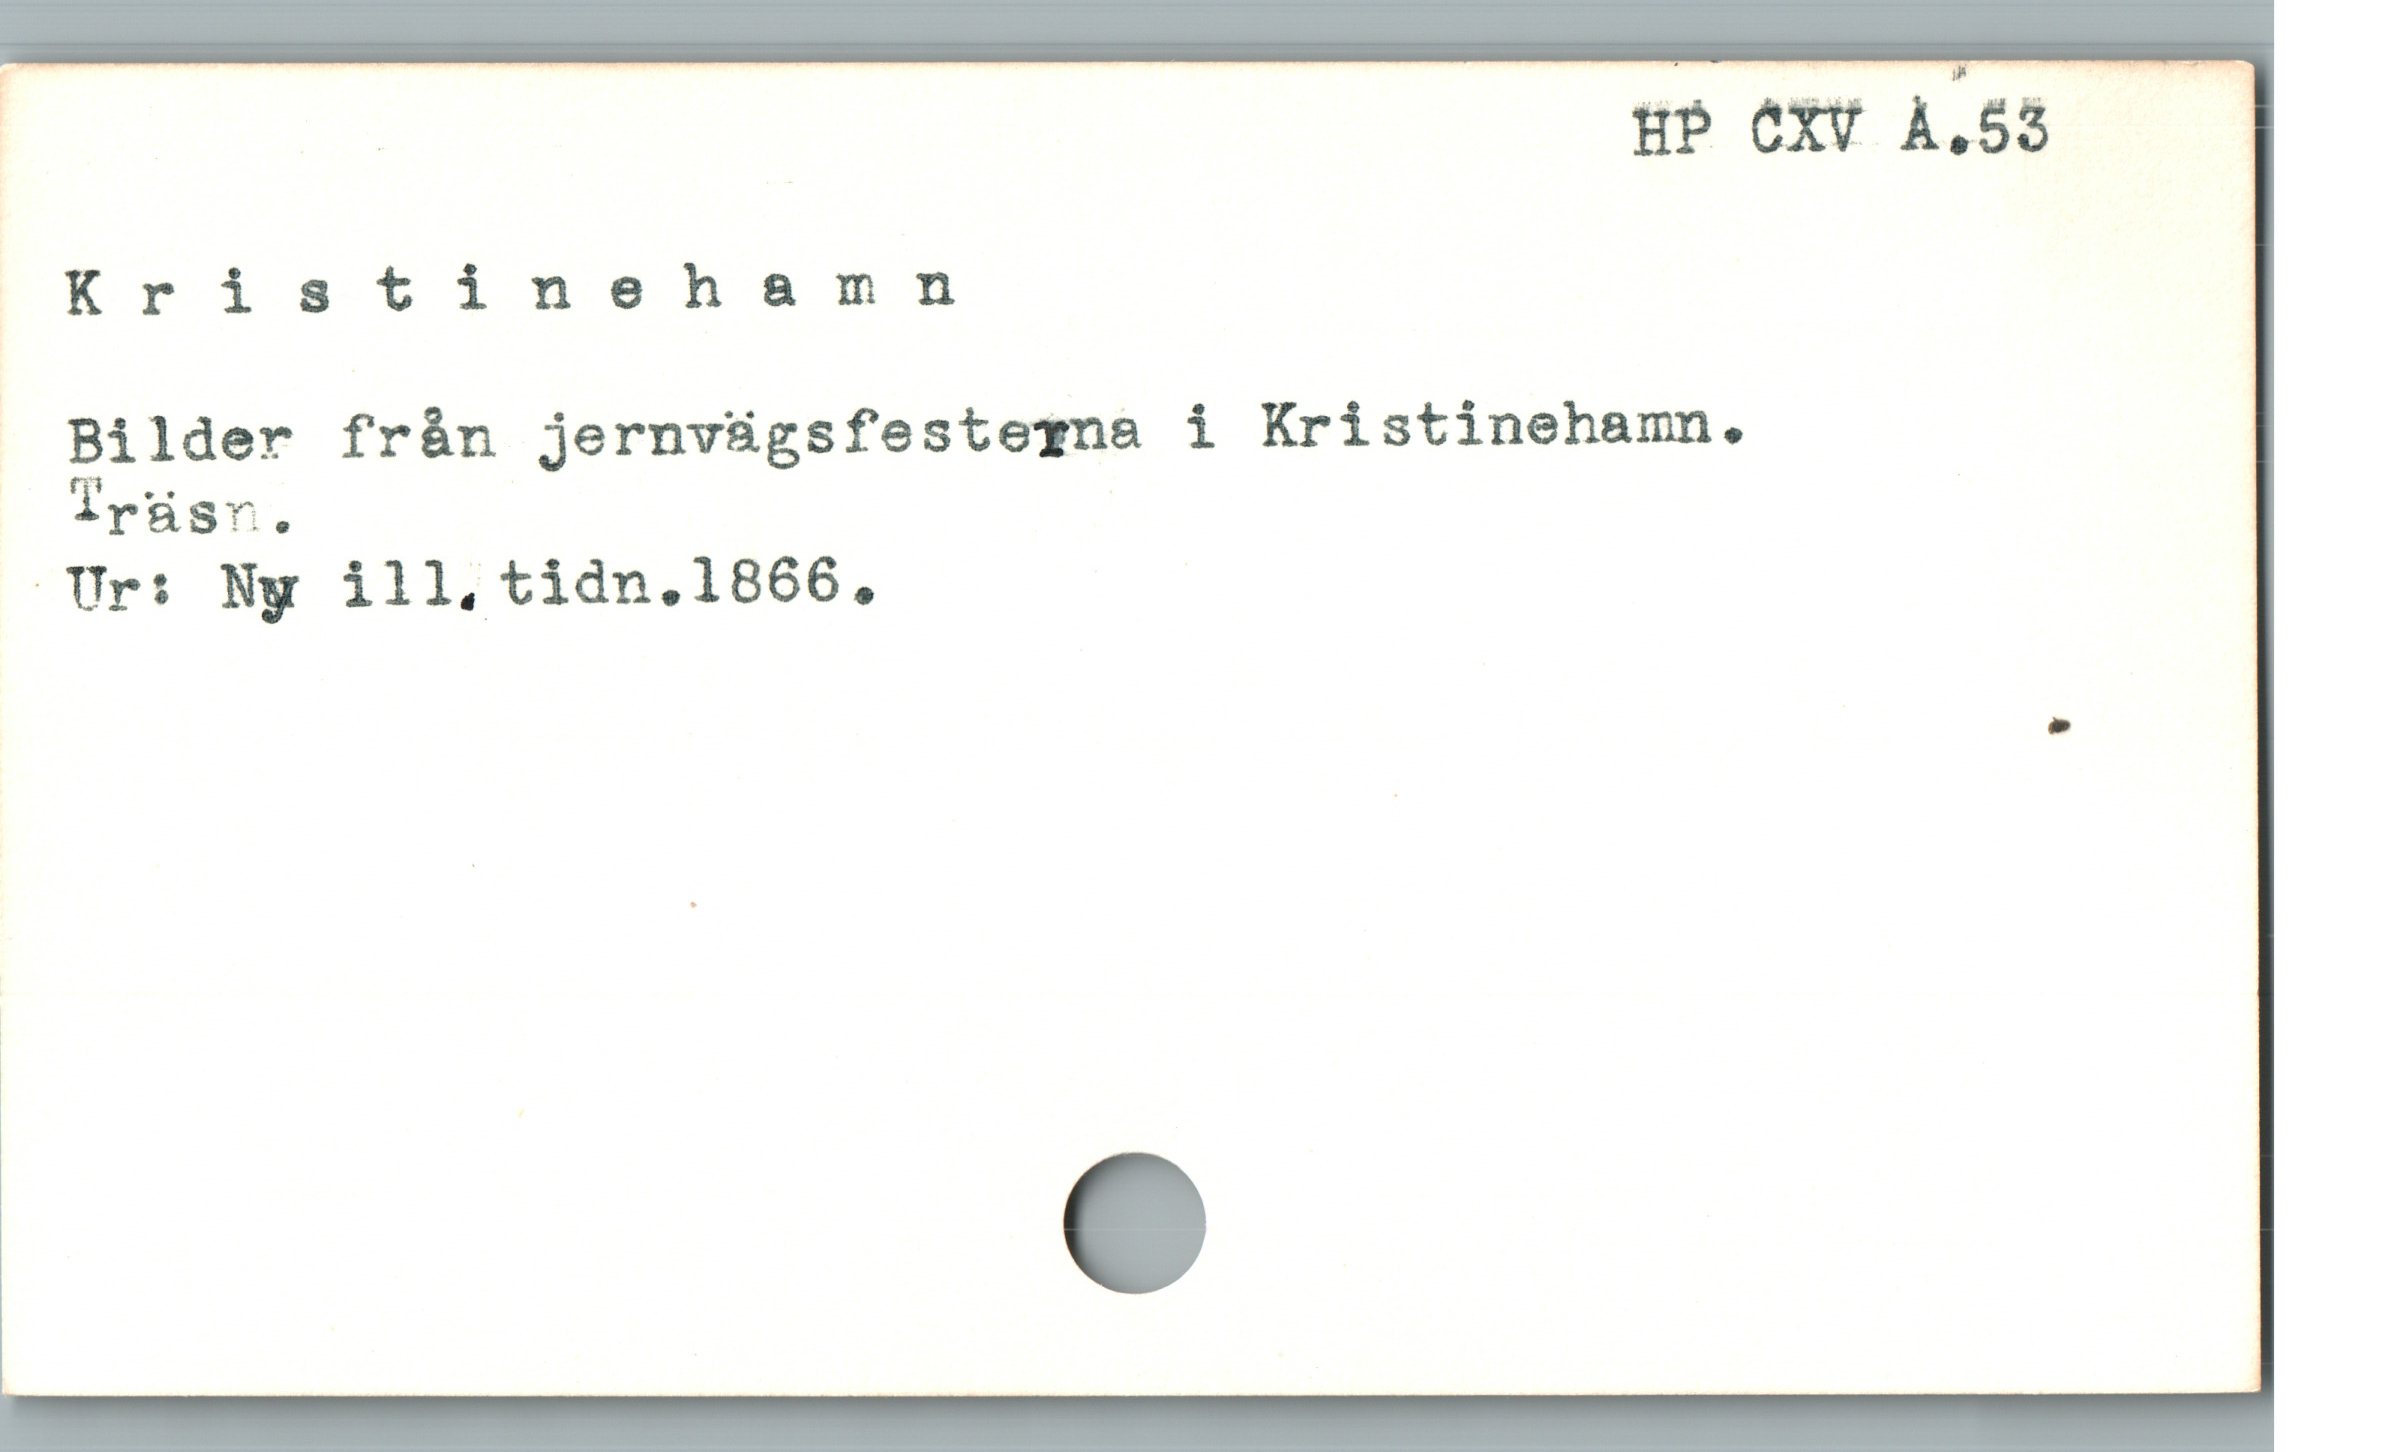 HP CXV A.53
K r i s t i n e h a m n
Bilder från jernvägsfesterna i Kristinehamn.
Träsn.
Ur: Ny ill.tidn.1866.